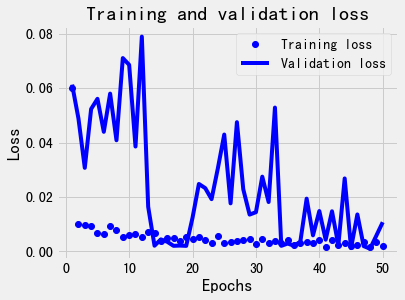 Training and validation loss
Training loss
Validation loss
0.08
0.06
0.04
0.02
0.00
Loss
0 10 20 30 40 50
Epochs